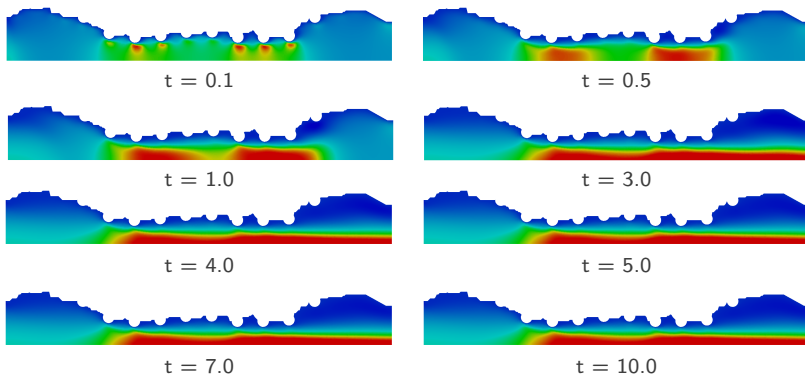 t = 0.1
t = 0.5
t = 1.0
t = 3.0
t = 4.0
t = 5.0
t = 7.0
t = 10.0